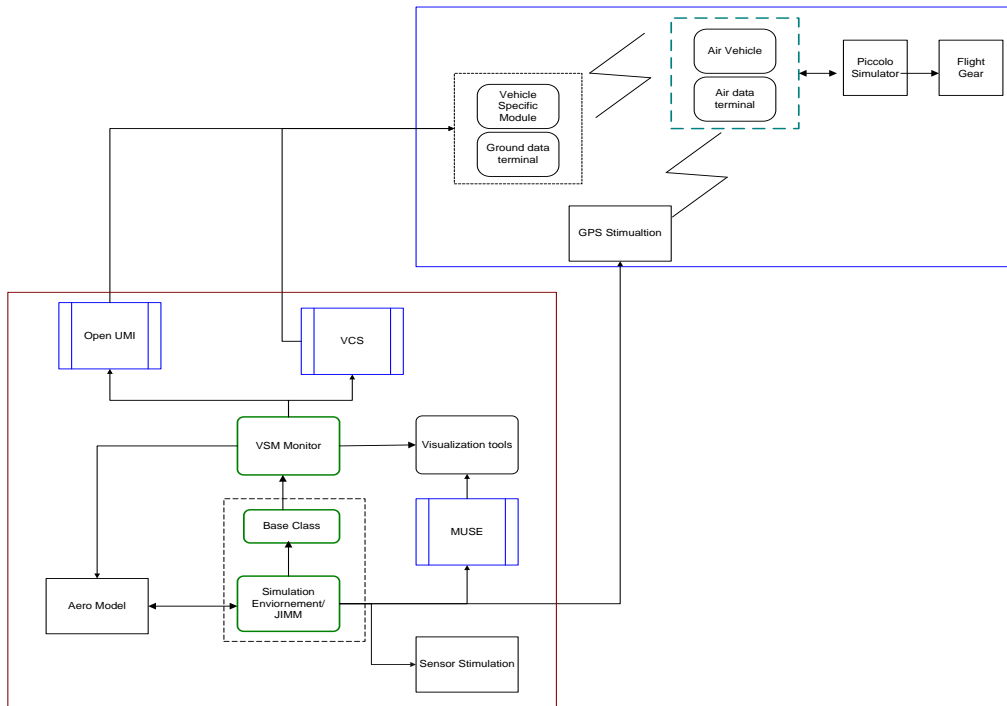 Air Vehicle
Air data
terminal
Piccolo
Simulator
Flight
Gear
Vehicle
Specific
Module
Ground data
terminal
GPS Stimualtion
Open UMI
VCS
VSM Monitor
Visualization tools
Base Class
MUSE
Simulation
Enviornement/
JIMM
Aero Model
Sensor Stimulation